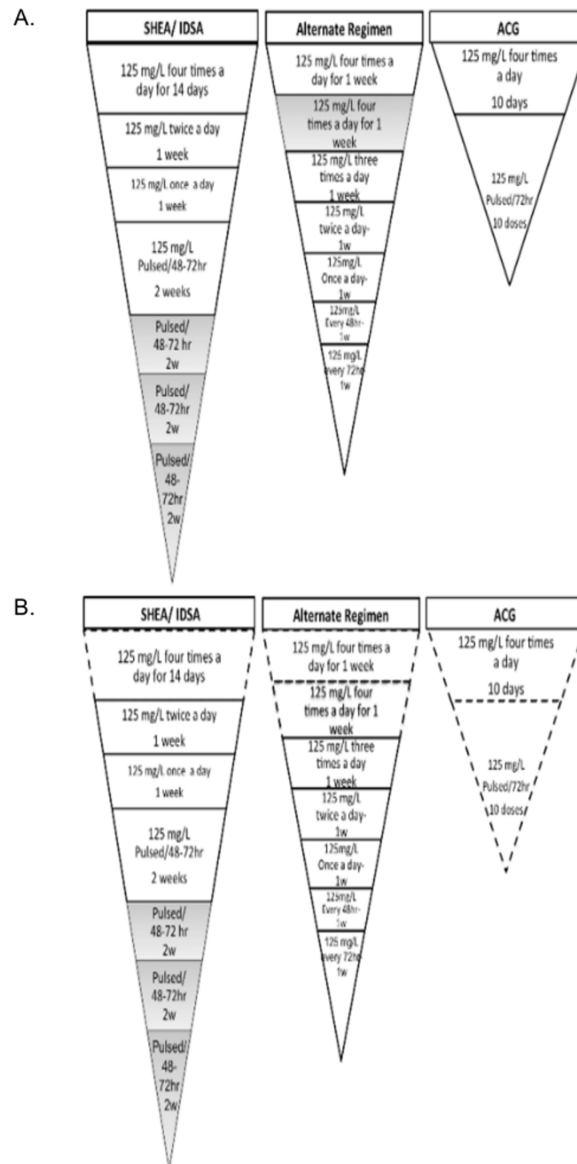 A.
SHEA/ IDSA
125 mg/L four times a
day for 14 days
125 mg/L twice a day
1 week
125 mg/L once a day
1 week
125 mg/L
Pulsed/48-72hr
2 weeks
Pulsed/
48-72 hr
2w
Pulsed/
48-72hr
2w
Pulsed/
48-
72hr
2w
Alternate Regimen
125 mg/L four times a
day for 1 week
125 mg/L four
times a day for 1
week
125 mg/L three
times a day
1 week
125 mg/L
twice a day-
1w
125mg/L
Once a day-
1w
125mg/L
Every 48hr-
1w
125 mg/L
every 72hr
1w
ACG
125 mg/L four times
a day
10 days
125 mg/L
Pulsed/72hr
10 doses
B.
SHEA/ IDSA
125 mg/L four times a
day for 14 days
125 mg/L twice a day
1 week
125 mg/L once a day
1 week
125 mg/L
Pulsed/48-72hr
2 weeks
Pulsed/
48-72 hr
2w
Pulsed/
48-72hr
2w
Pulsed/
48-
72hr
2w
Alternate Regimen
125 mg/L four times a
day for 1 week
125 mg/L four
times a day for 1
week
125 mg/L three
times a day
1 week
125 mg/L
twice a day-
1w
125mg/L
Once a day-
1w
125mg/L
Every 48hr-
1w
125 mg/L
every 72hr
1w
ACG
125 mg/L four times
a day
10 days
125 mg/L
Pulsed/72hr
10 doses